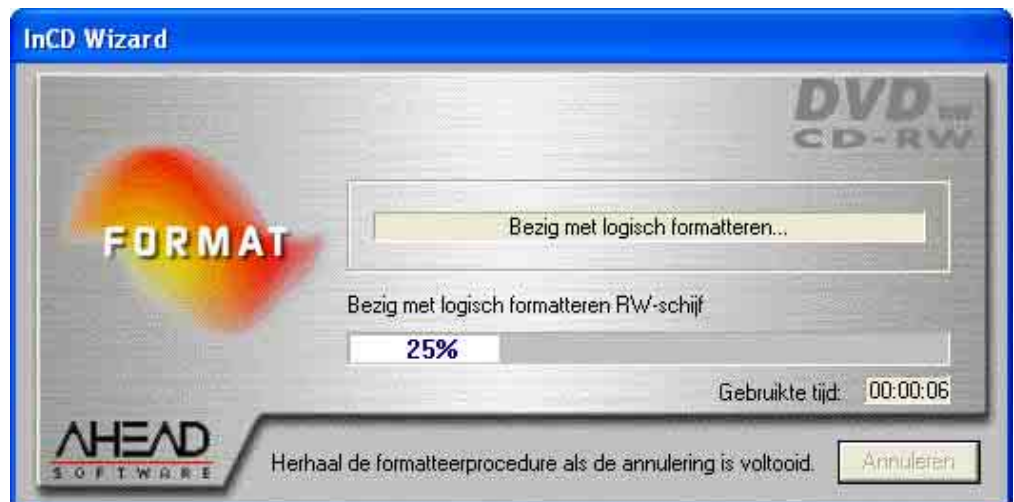 InCD Wizard
DVD
CD-RW
FORMAT
Bezig met logisch formatteren...
Bezig met logisch formatteren RW-schijf
25%
Gebruikte tijd: 00:00:06
AHEAD
SOFTWARE
Herhaal de formatteerprocedure als de annulering is voltooid.
Annuleren